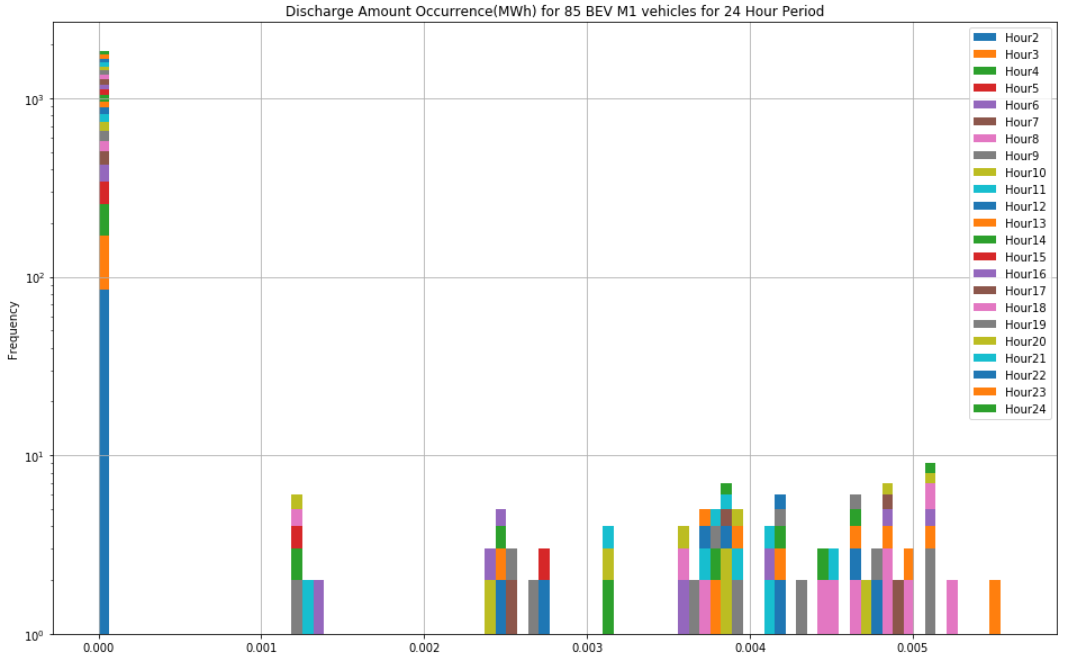 Discharge Amount Occurrence(MWh) for 85 BEV M1 vehicles for 24 Hour Period
Frequency
10³
10²
10¹
10⁰
0.000
0.001
0.002
0.003
0.004
0.005
Hour2
Hour3
Hour4
Hour5
Hour6
Hour7
Hour8
Hour9
Hour10
Hour11
Hour12
Hour13
Hour14
Hour15
Hour16
Hour17
Hour18
Hour19
Hour20
Hour21
Hour22
Hour23
Hour24